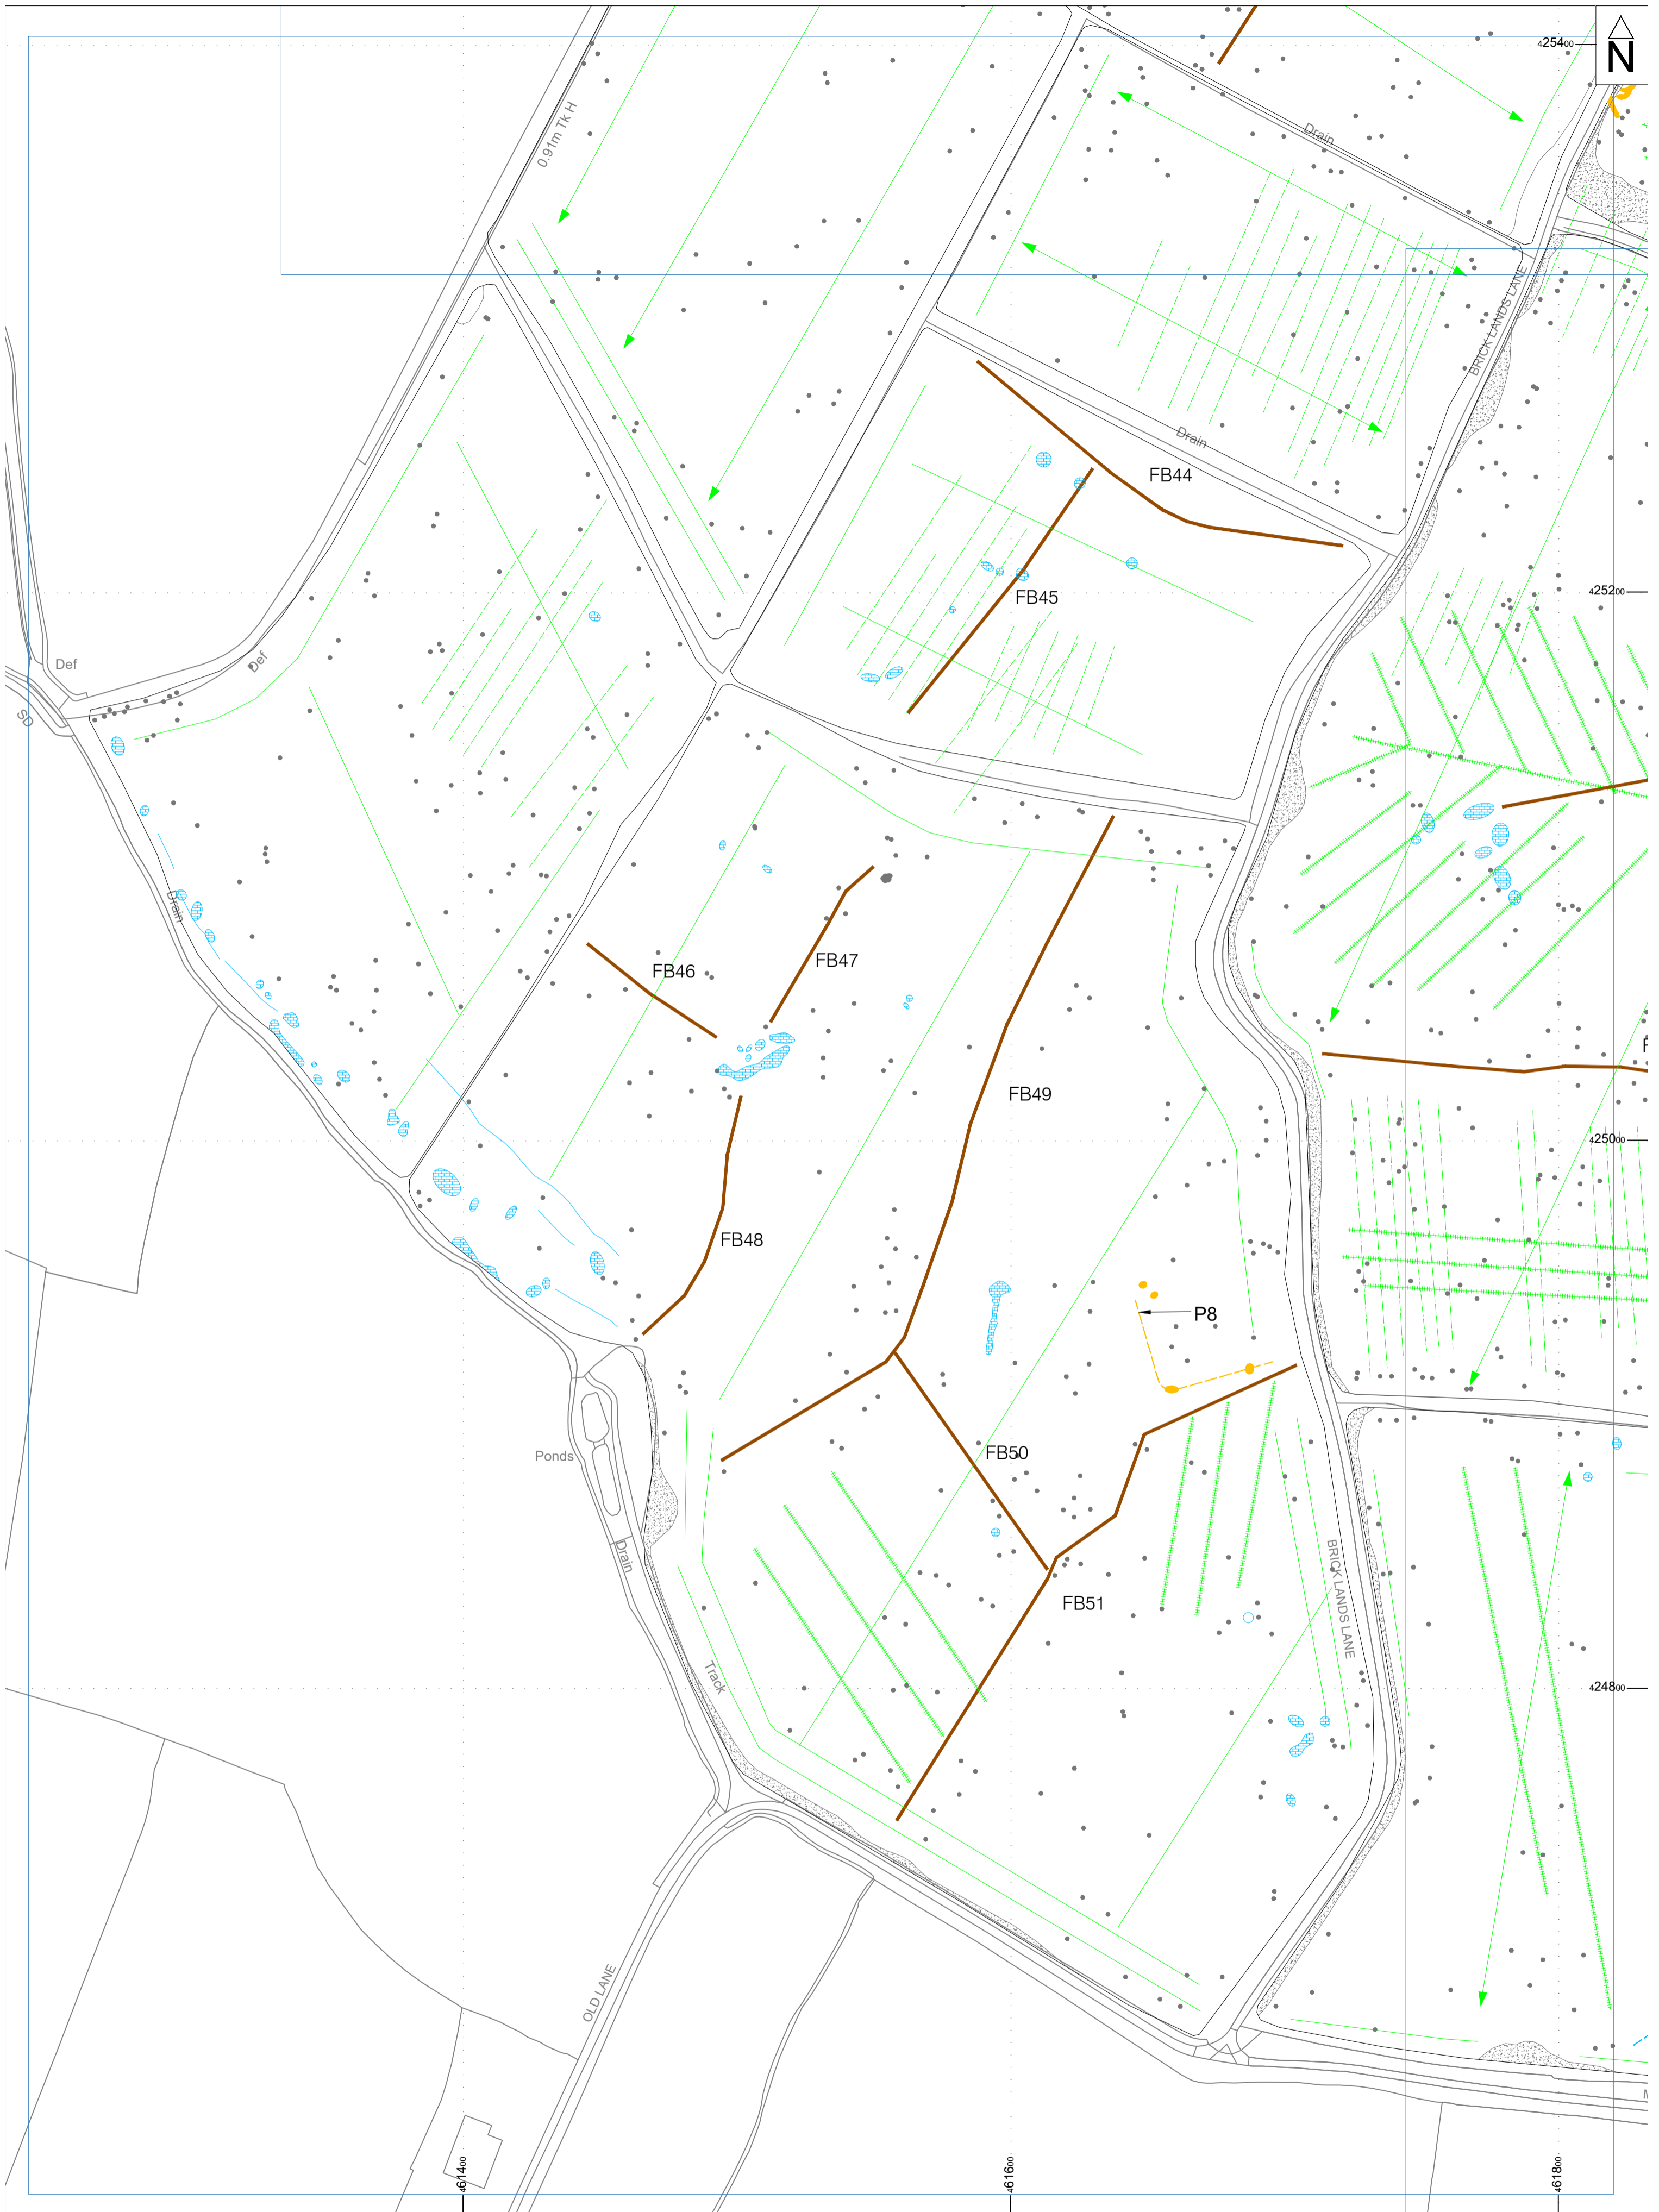 425400
N
0.91m Tk H
Drain
BRICK LANDS LANE
Drain
FB44
FB45
425200
Def
Def
SD
Drain
FB46
FB47
FB49
425000
FB48
P8
Ponds
FB50
Drain
FB51
BRICK LANDS LANE
Track
424800
OLD LANE
461400
461600
461800